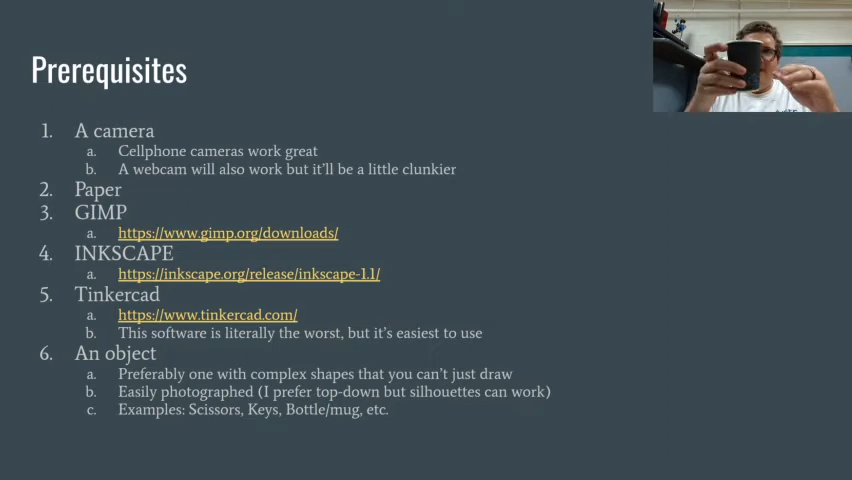 Prerequisites
1. A camera
a. Cellphone cameras work great
b. A webcam will also work but it'll be a little clunkier
2. Paper
3. GIMP
a. https://www.gimp.org/downloads/
4. INKSCAPE
a. https://inkscape.org/release/inkscape-1.1/
5. Tinkercad
a. https://www.tinkercad.com/
b. This software is literally the worst, but it's easiest to use
6. An object
a. Preferably one with complex shapes that you can't just draw
b. Easily photographed (I prefer top-down but silhouettes can work)
c. Examples: Scissors, Keys, Bottle/mug, etc.